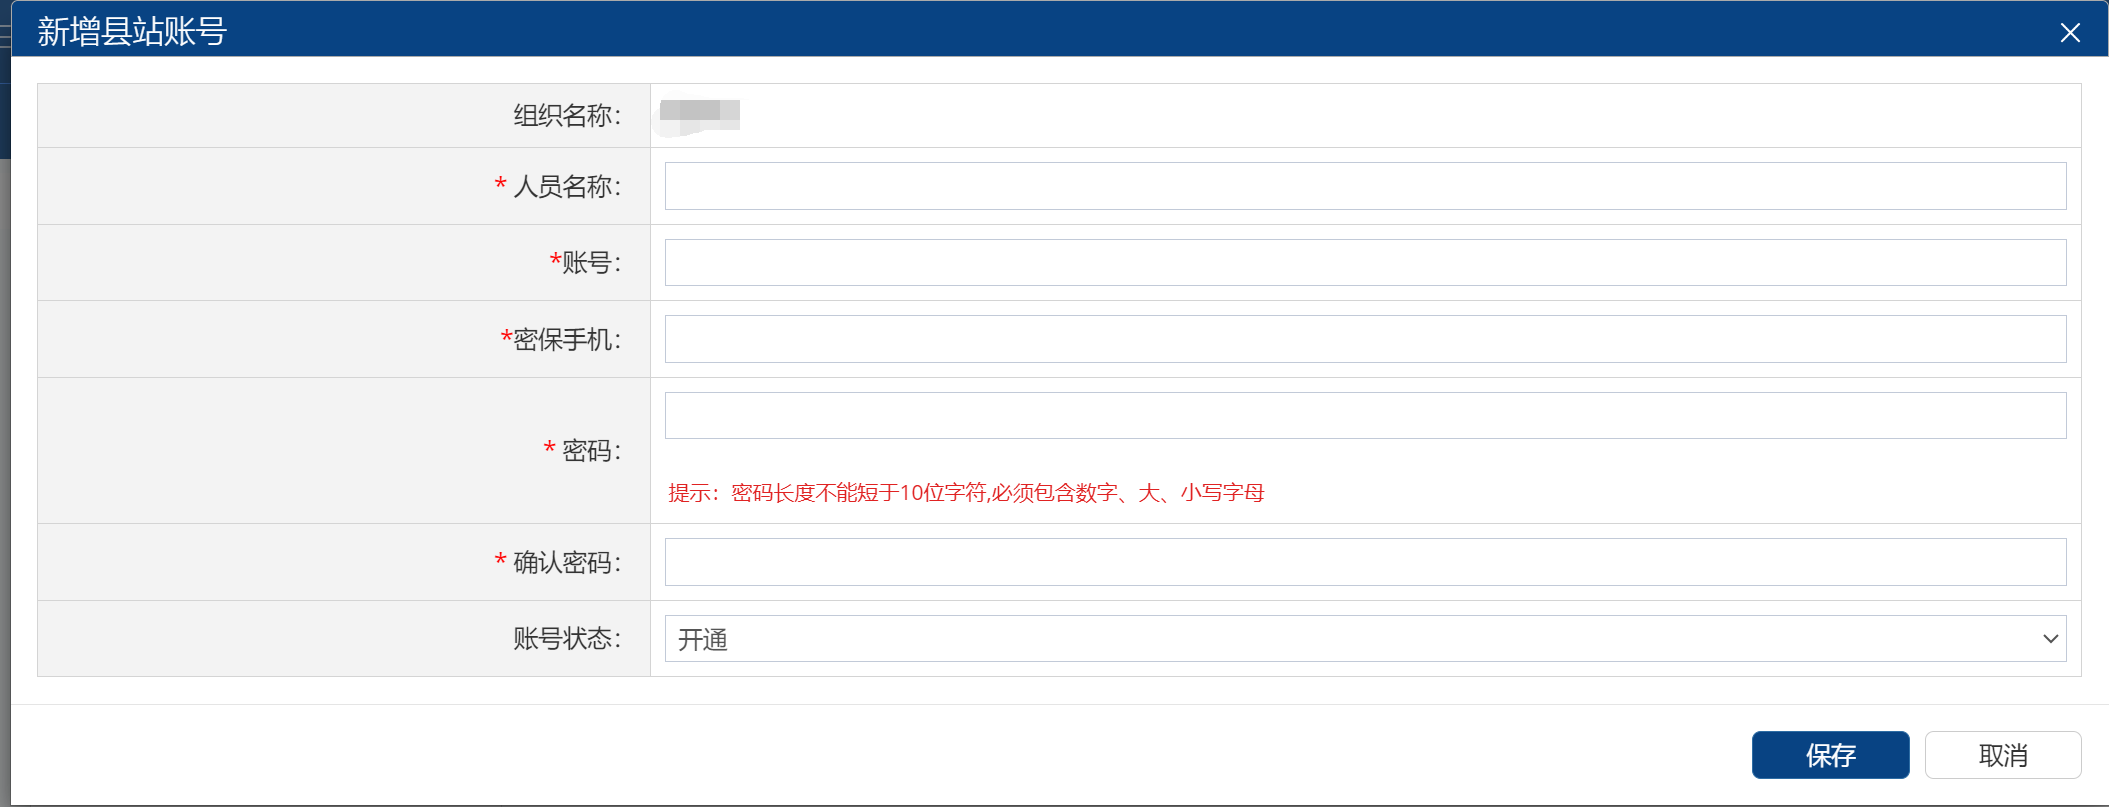 新增县站账号
组织名称：
* 人员名称：
*账号：
*密保手机：
* 密码：
提示：密码长度不能短于10位字符,必须包含数字、大、小写字母
* 确认密码：
账号状态：
开通
保存 取消